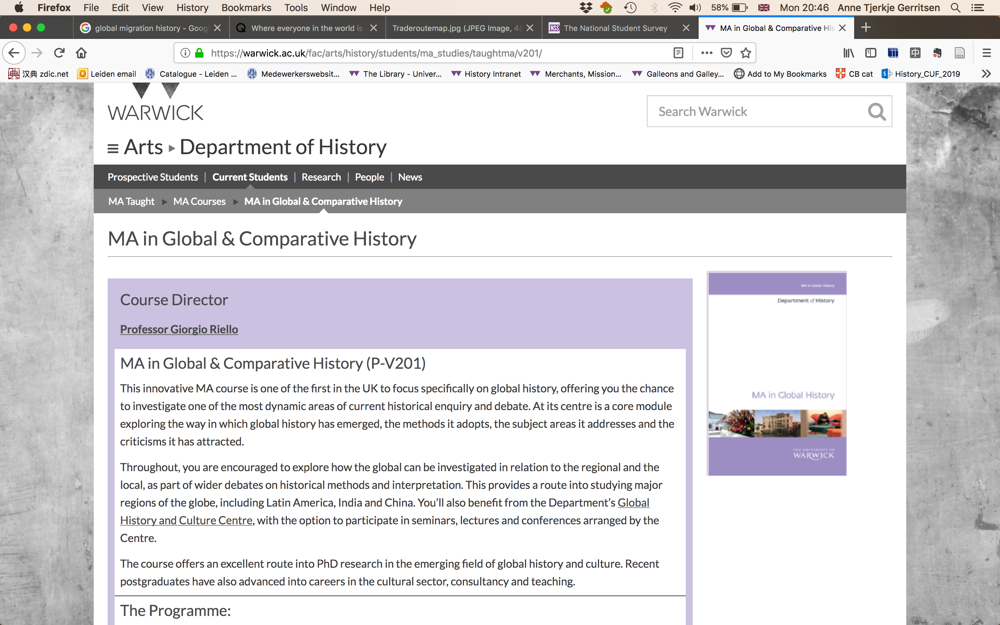 Firefox File Edit View History Bookmarks Tools Window Help 58% Mon 20:46 Anne Tjerkje Gerritsen
global migration history - Goog
Where everyone in the world is
Traderoutemap.jpg (JPEG Image, 46
NSS The National Student Survey
MA in Global & Comparative His
https://warwick.ac.uk/fac/arts/history/students/ma_studies/taughtma/v201/
中
汉典 zdic.net Leiden email Catalogue - Leiden ... Medewerkerswebsit... The Library - Univer... History Intranet Merchants, Mission... Galleons and Galley... Add to My Bookmarks CB cat History_CUF_2019
WARWICK
Search Warwick
Arts Department of History
Prospective Students | Current Students | Research | People | News
MA Taught MA Courses MA in Global & Comparative History
MA in Global & Comparative History
Course Director
Professor Giorgio Riello
MA in Global & Comparative History (P-V201)
This innovative MA course is one of the first in the UK to focus specifically on global history, offering you the chance
to investigate one of the most dynamic areas of current historical enquiry and debate. At its centre is a core module
exploring the way in which global history has emerged, the methods it adopts, the subject areas it addresses and the
criticisms it has attracted.
Throughout, you are encouraged to explore how the global can be investigated in relation to the regional and the
local, as part of wider debates on historical methods and interpretation. This provides a route into studying major
regions of the globe, including Latin America, India and China. You’ll also benefit from the Department’s Global
History and Culture Centre, with the option to participate in seminars, lectures and conferences arranged by the
Centre.
The course offers an excellent route into PhD research in the emerging field of global history and culture. Recent
postgraduates have also advanced into careers in the cultural sector, consultancy and teaching.
The Programme:
MA in Global History
Department of History
MA in Global History
THE UNIVERSITY OF
WARWICK